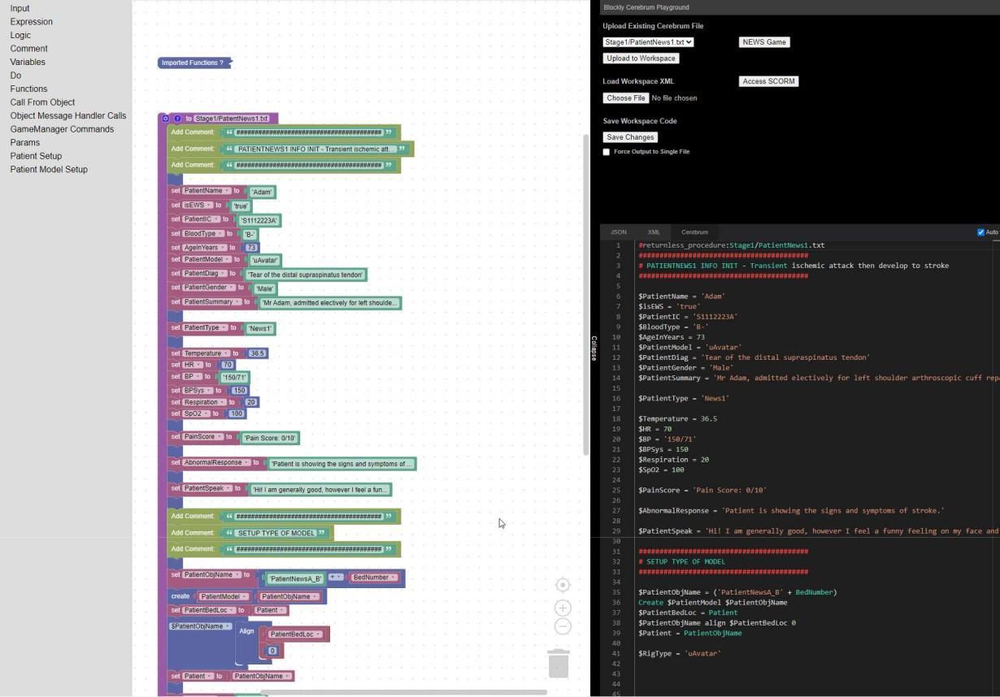 Input
Expression
Logic
Comment
Variables
Do
Functions
Call From Object
Object Message Handler Calls
GameManager Commands
Params
Patient Setup
Patient Model Setup
Imported Functions ?
to Stage1/PatientNews1.txt
Add Comment: “ ######################################## ”
Add Comment: “ PATIENTNEWS1 INFO INIT - Transient ischemic att... ”
Add Comment: “ ######################################## ”
set PatientName to 'Adam'
set isEWS to 'true'
set PatientIC to 'S1112223A'
set BloodType to 'B-'
set AgeInYears to 73
set PatientModel to 'uAvatar'
set PatientDiag to 'Tear of the distal supraspinatus tendon'
set PatientGender to 'Male'
set PatientSummary to 'Mr Adam, admitted electively for left shoulde...
set PatientType to 'News1'
set Temperature to 36.5
set HR to 70
set BP to '150/71'
set BPSys to 150
set Respiration to 20
set SpO2 to 100
set PainScore to 'Pain Score: 0/10'
set AbnormalResponse to 'Patient is showing the signs and symptoms of ...
set PatientSpeak to 'Hi! I am generally good, however I feel a fun...
Add Comment: “ ######################################## ”
Add Comment: “ SETUP TYPE OF MODEL ”
Add Comment: “ ######################################## ”
set PatientObjName to 'PatientNewsA_B' + BedNumber
create PatientModel PatientObjName
set PatientBedLoc to Patient
$PatientObjName Align PatientBedLoc
0
set Patient to PatientObjName
Collapse
Blockly Cerebrum Playground
Upload Existing Cerebrum File
Stage1/PatientNews1.txt NEWS Game
Upload to Workspace
Load Workspace XML Access SCORM
Choose File No file chosen
Save Workspace Code
Save Changes
Force Output to Single File
JSON XML Cerebrum Auto
1 #returnless_procedure:Stage1/PatientNews1.txt
2 #########################################
3 # PATIENTNEWS1 INFO INIT - Transient ischemic attack then develop to stroke
4 #########################################
5
6 $PatientName = 'Adam'
7 $isEWS = 'true'
8 $PatientIC = 'S1112223A'
9 $BloodType = 'B-'
10 $AgeInYears = 73
11 $PatientModel = 'uAvatar'
12 $PatientDiag = 'Tear of the distal supraspinatus tendon'
13 $PatientGender = 'Male'
14 $PatientSummary = 'Mr Adam, admitted electively for left shoulder arthroscopic cuff rep
15
16 $PatientType = 'News1'
17
18 $Temperature = 36.5
19 $HR = 70
20 $BP = '150/71'
21 $BPSys = 150
22 $Respiration = 20
23 $SpO2 = 100
24
25 $PainScore = 'Pain Score: 0/10'
26
27 $AbnormalResponse = 'Patient is showing the signs and symptoms of stroke.'
28
29 $PatientSpeak = 'Hi! I am generally good, however I feel a funny feeling on my face and
30
31 #########################################
32 # SETUP TYPE OF MODEL
33 #########################################
34
35 $PatientObjName = ('PatientNewsA_B' + BedNumber)
36 Create $PatientModel $PatientObjName
37 $PatientBedLoc = Patient
38 $PatientObjName align $PatientBedLoc 0
39 $Patient = PatientObjName
40
41 $RigType = 'uAvatar'
42
43
44
45